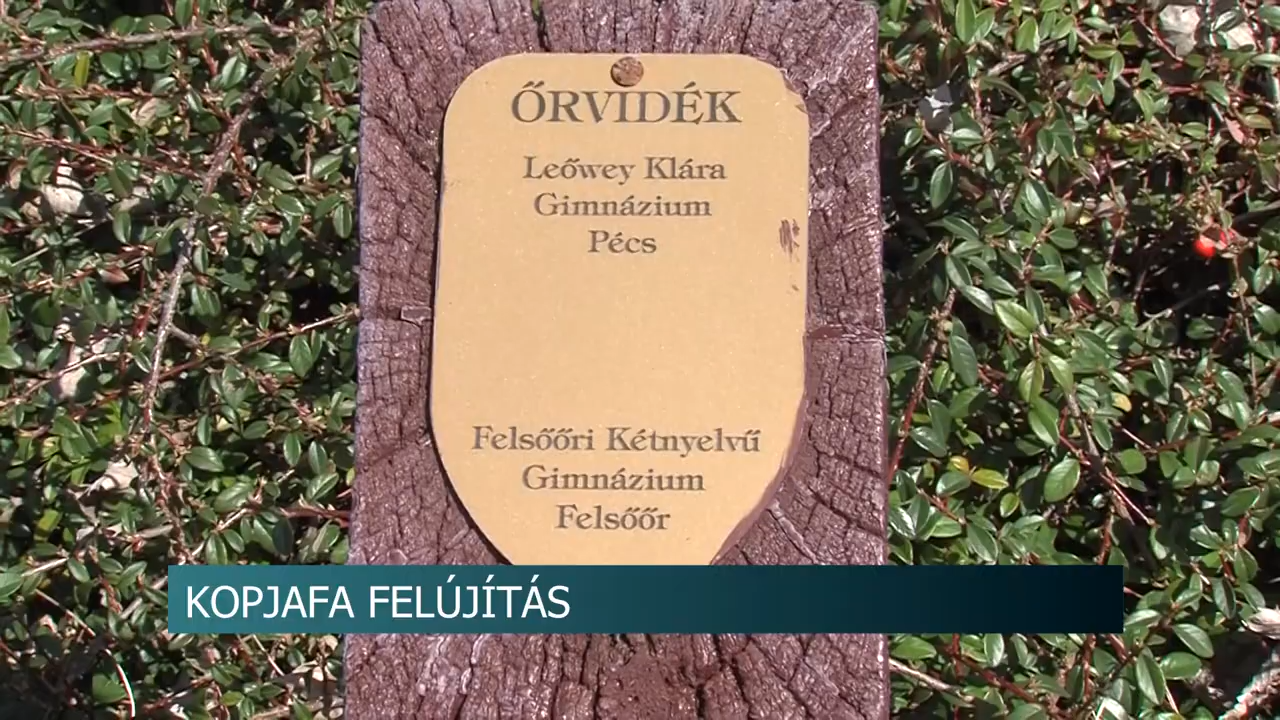 ŐRVIDÉK
Leőwey Klára
Gimnázium
Pécs
Felsőőri Kétnyelvű
Gimnázium
Felsőőr
KOPJAFA FELÚJÍTÁS